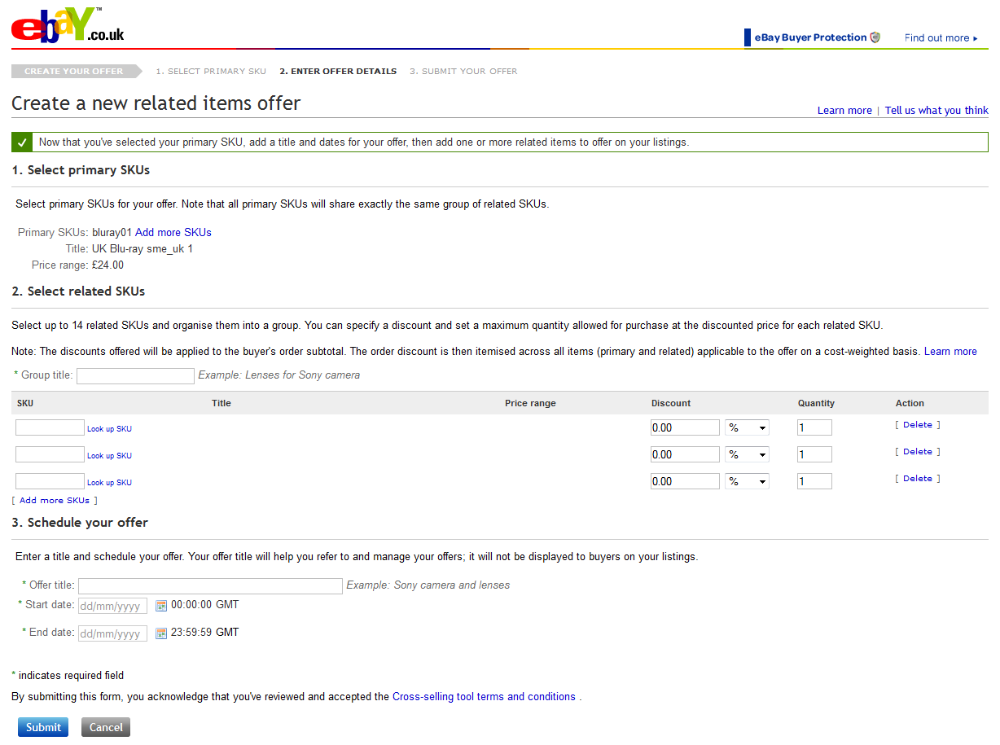 ebay™.co.uk
eBay Buyer Protection Find out more ▸
CREATE YOUR OFFER 1. SELECT PRIMARY SKU 2. ENTER OFFER DETAILS 3. SUBMIT YOUR OFFER
Create a new related items offer
Learn more | Tell us what you think
Now that you've selected your primary SKU, add a title and dates for your offer, then add one or more related items to offer on your listings.
1. Select primary SKUs
Select primary SKUs for your offer. Note that all primary SKUs will share exactly the same group of related SKUs.
Primary SKUs: bluray01 Add more SKUs
Title: UK Blu-ray sme_uk 1
Price range: £24.00
2. Select related SKUs
Select up to 14 related SKUs and organise them into a group. You can specify a discount and set a maximum quantity allowed for purchase at the discounted price for each related SKU.
Note: The discounts offered will be applied to the buyer's order subtotal. The order discount is then itemised across all items (primary and related) applicable to the offer on a cost-weighted basis. Learn more
* Group title: Example: Lenses for Sony camera
SKU Title Price range Discount Quantity Action
Look up SKU 0.00 % 1 [ Delete ]
Look up SKU 0.00 % 1 [ Delete ]
Look up SKU 0.00 % 1 [ Delete ]
[ Add more SKUs ]
3. Schedule your offer
Enter a title and schedule your offer. Your offer title will help you refer to and manage your offers; it will not be displayed to buyers on your listings.
* Offer title: Example: Sony camera and lenses
* Start date: dd/mm/yyyy 00:00:00 GMT
* End date: dd/mm/yyyy 23:59:59 GMT
* indicates required field
By submitting this form, you acknowledge that you've reviewed and accepted the Cross-selling tool terms and conditions .
Submit Cancel